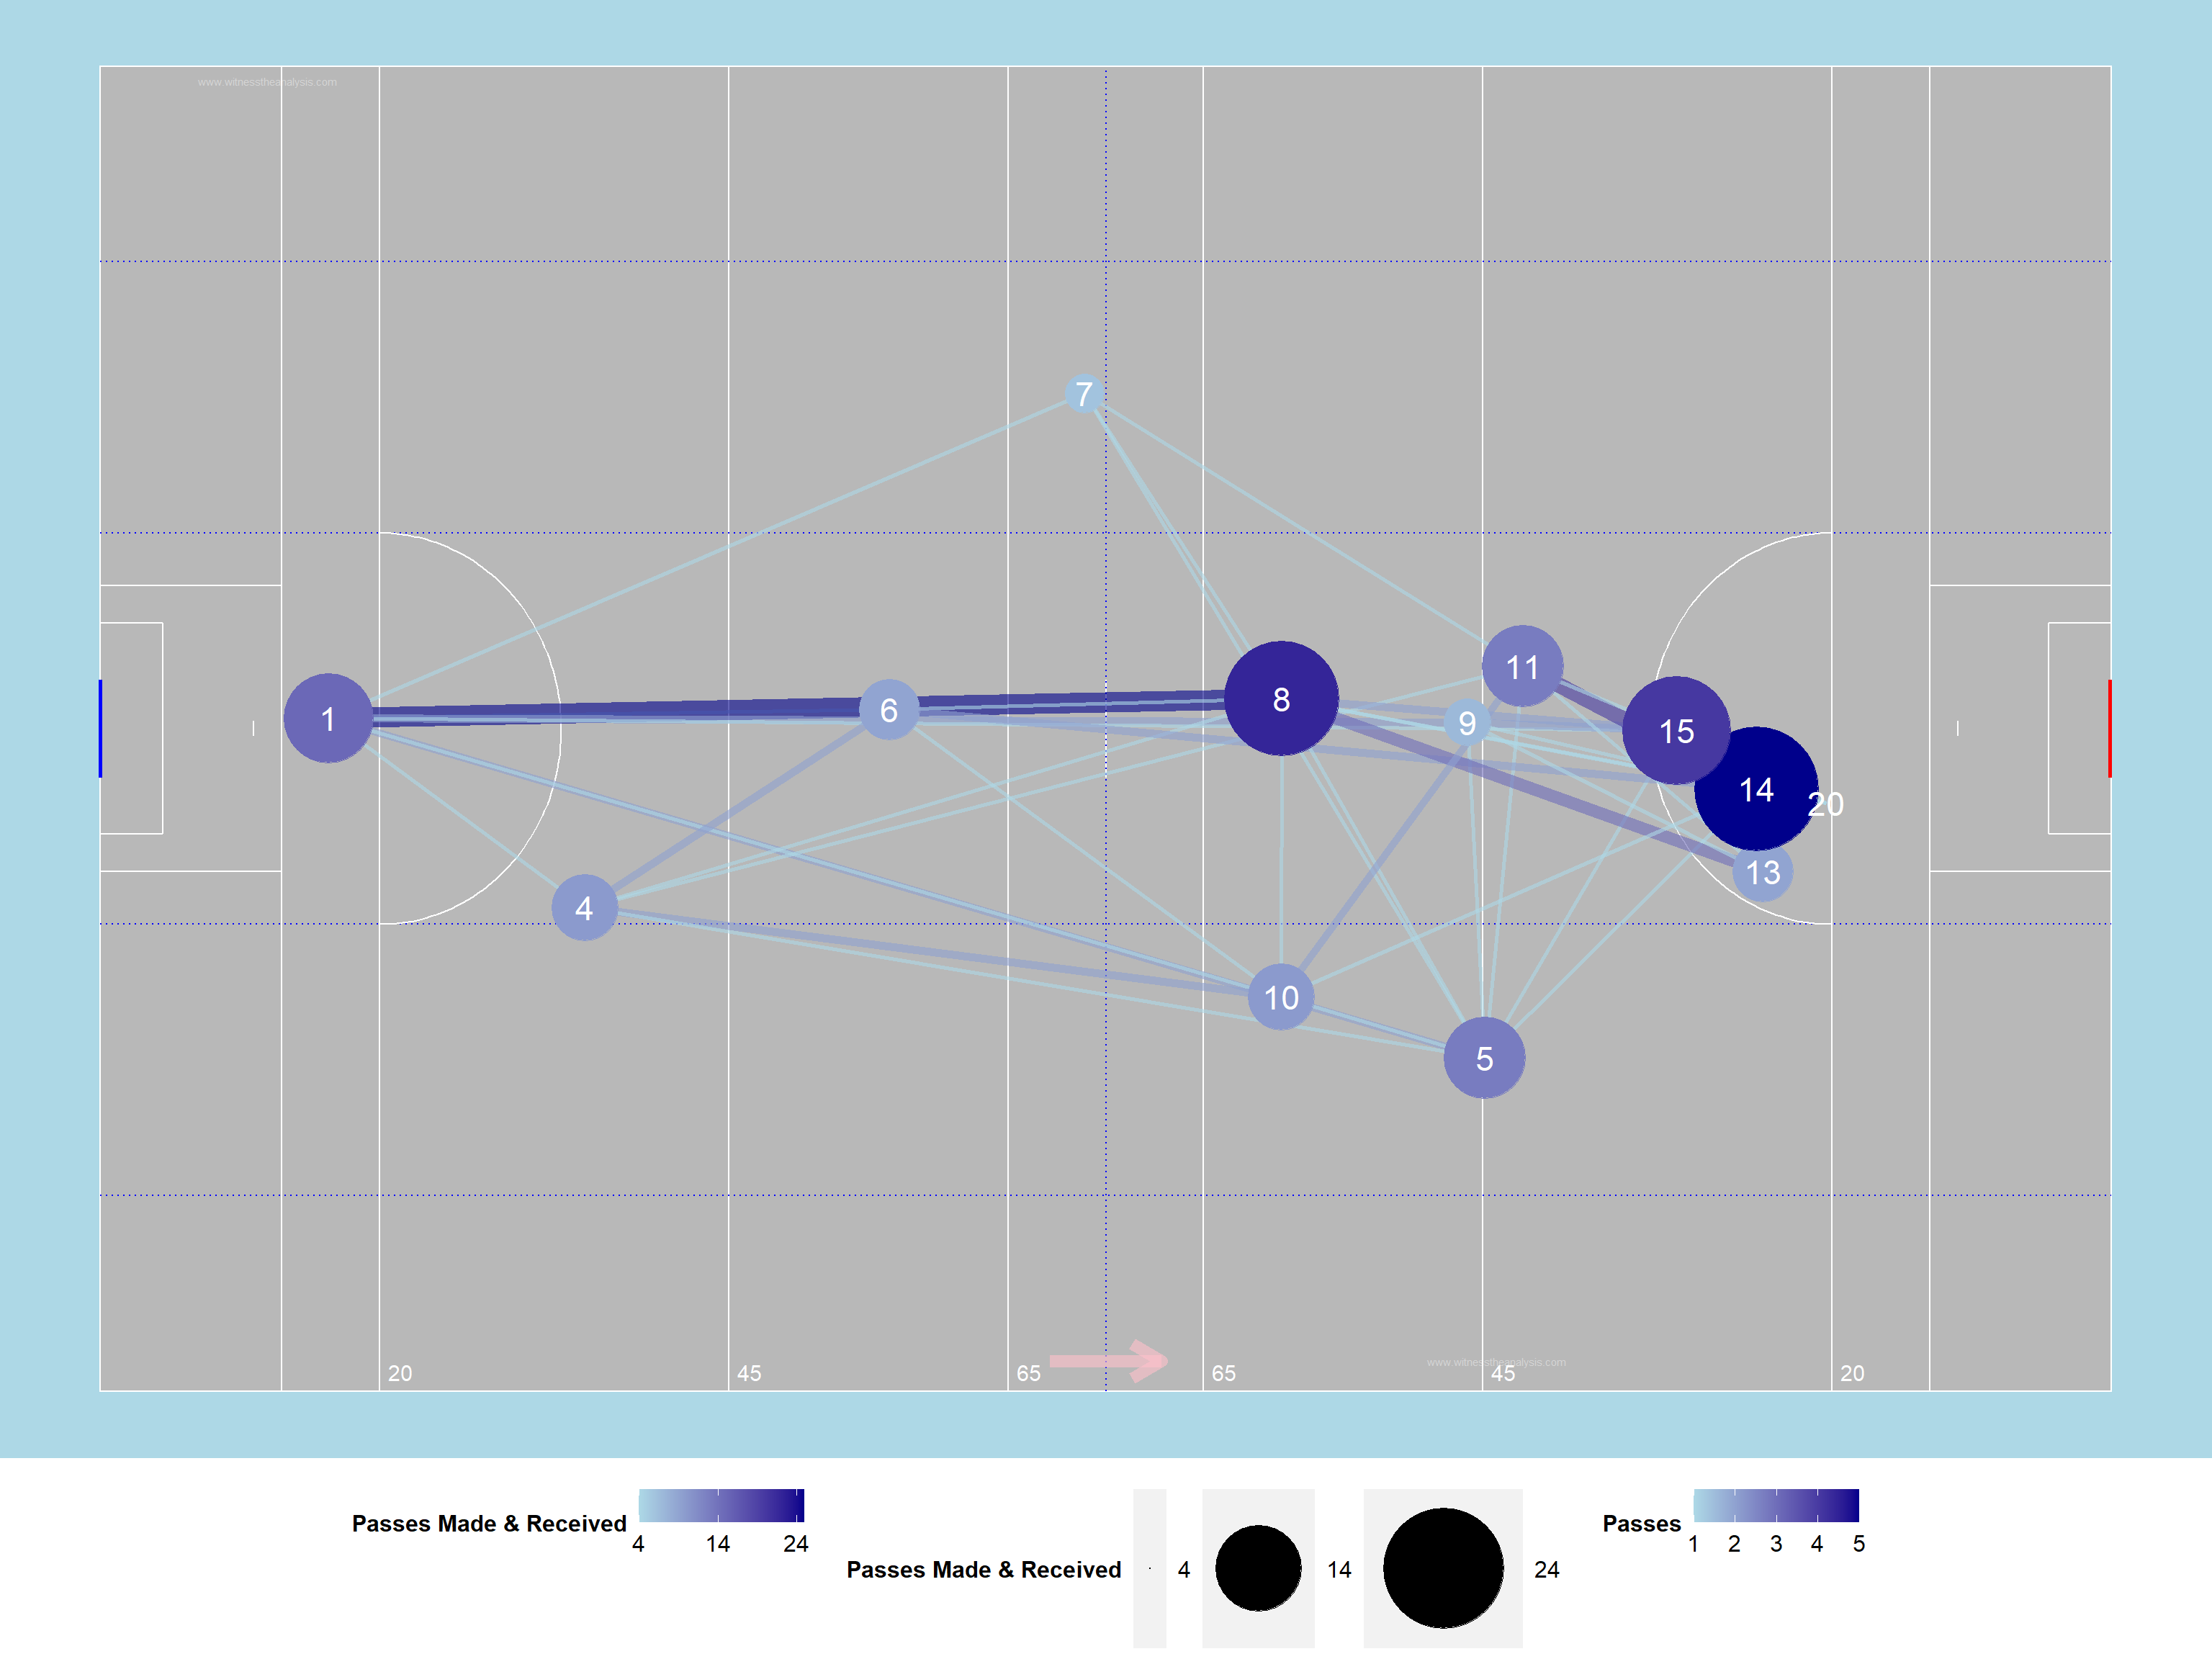 www.witnesstheanalysis.com
7
11
1
6
8
9
15
14
20
13
4
10
5
www.witnesstheanalysis.com
20
45
65
65
45
20
Passes Made & Received
4 14 24
Passes Made & Received 4 14 24
Passes
1 2 3 4 5